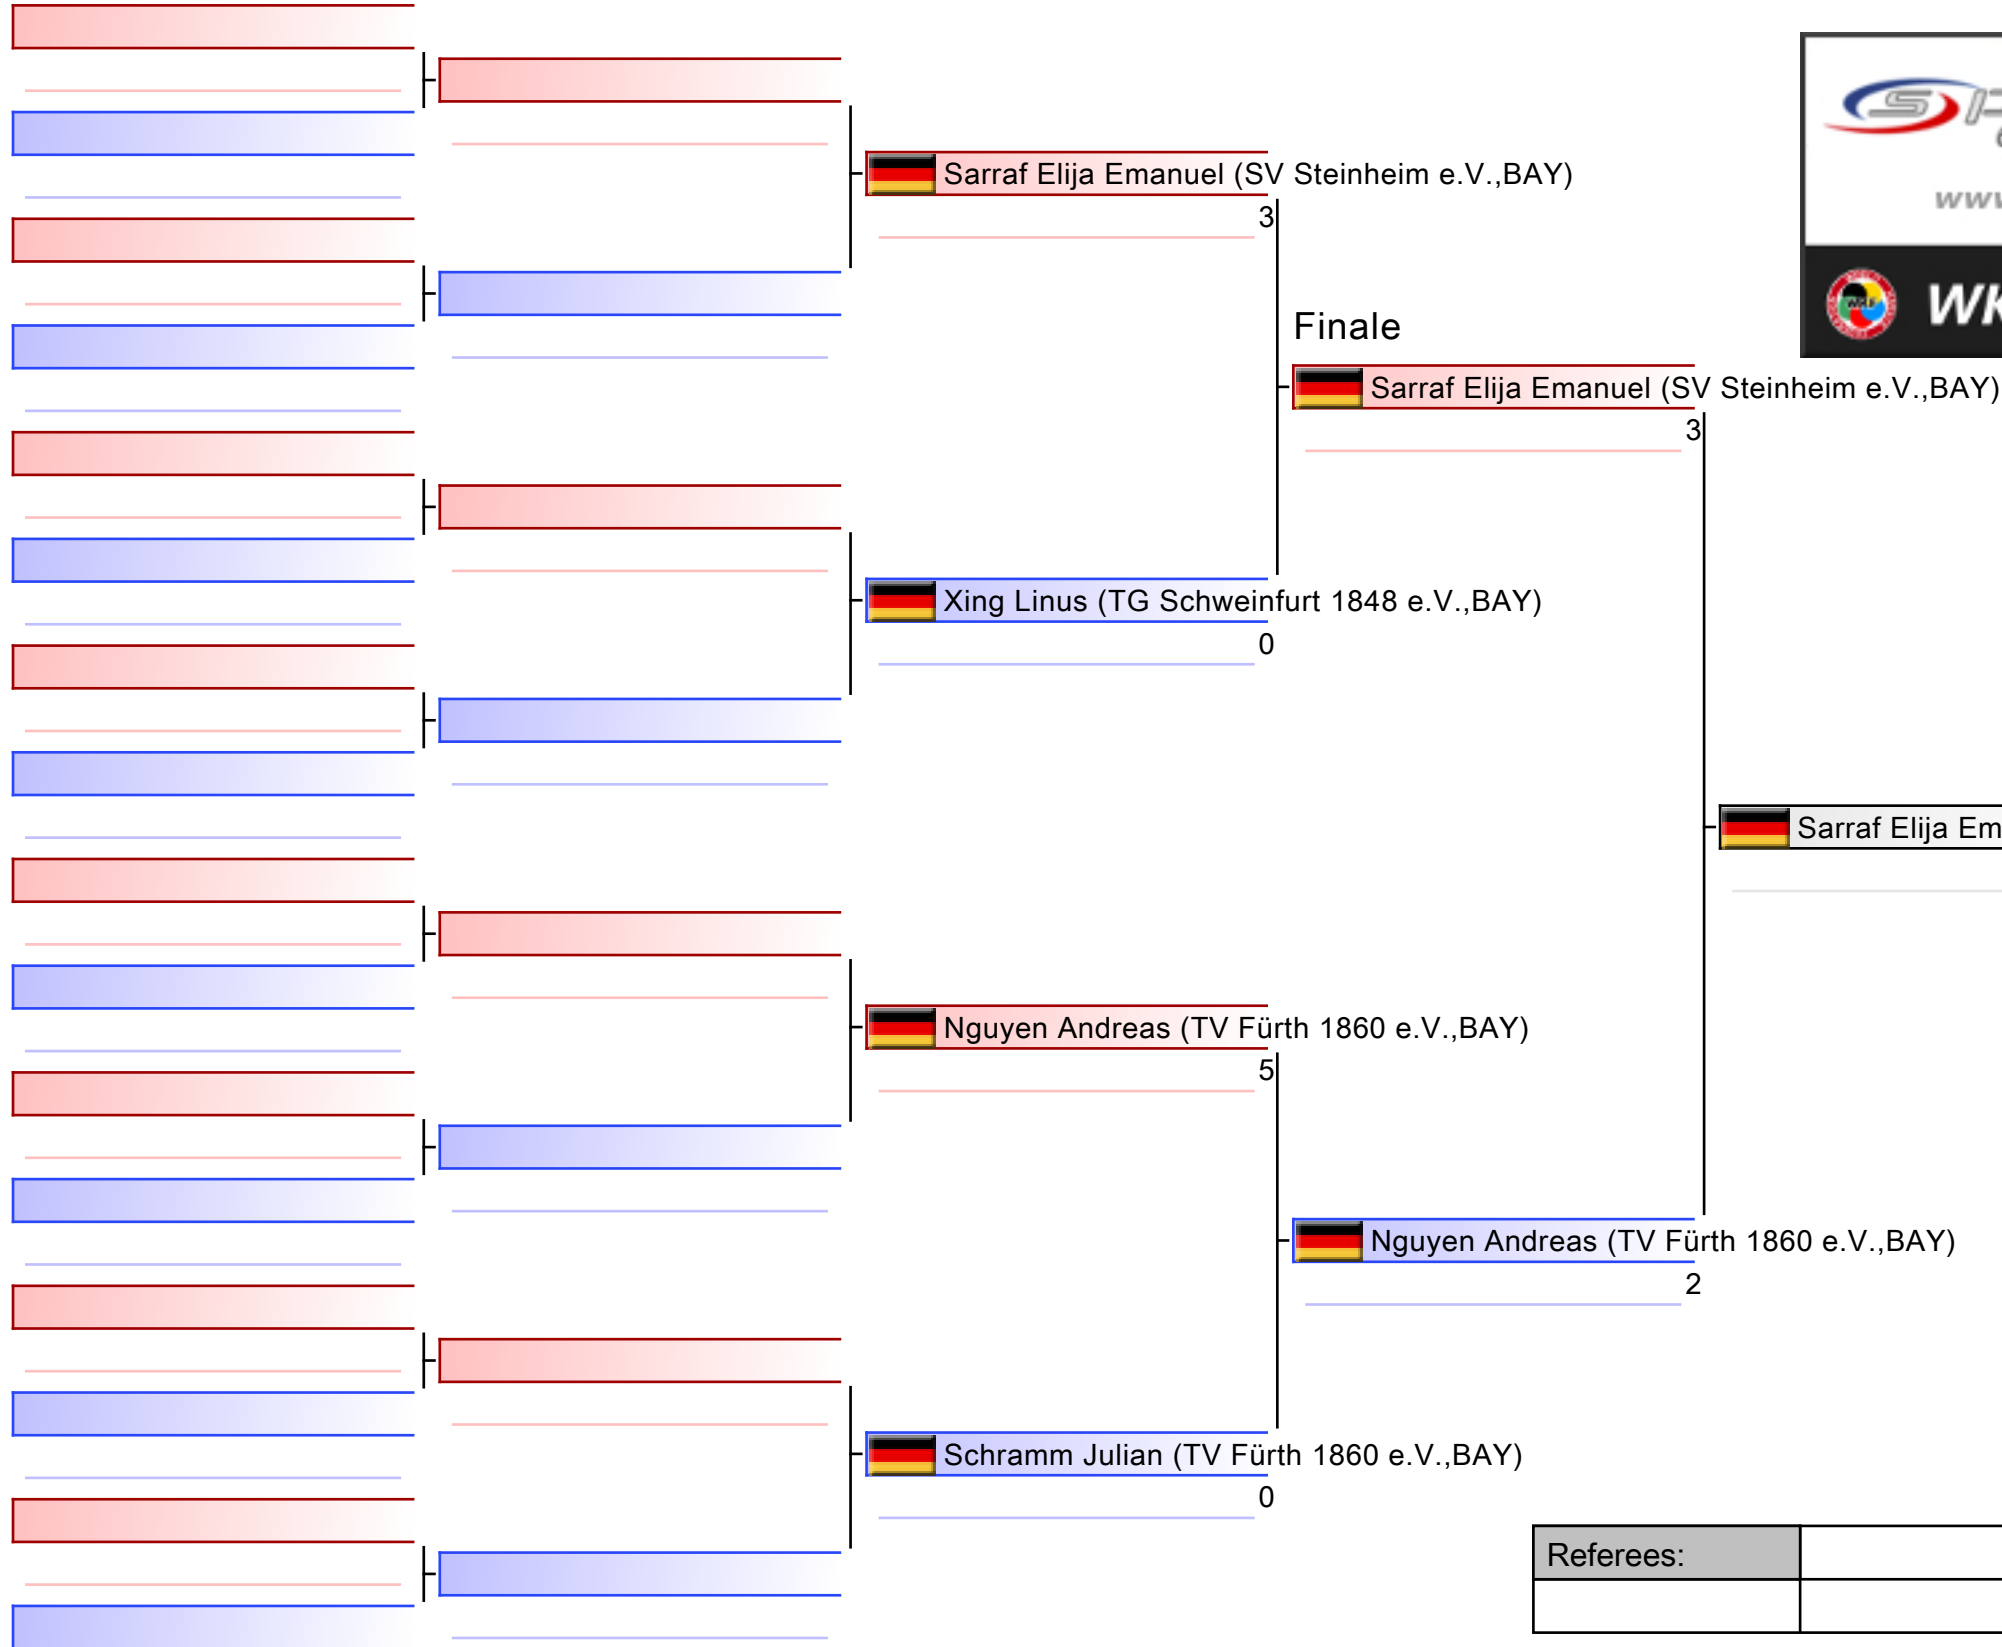 Sarraf Elija Emanuel (SV Steinheim e.V.,BAY)
3
Finale
Sarraf Elija Emanuel (SV Steinheim e.V.,BAY)
3
Xing Linus (TG Schweinfurt 1848 e.V.,BAY)
0
Sarraf Elija Em
Nguyen Andreas (TV Fürth 1860 e.V.,BAY)
5
Nguyen Andreas (TV Fürth 1860 e.V.,BAY)
2
Schramm Julian (TV Fürth 1860 e.V.,BAY)
0
Referees: